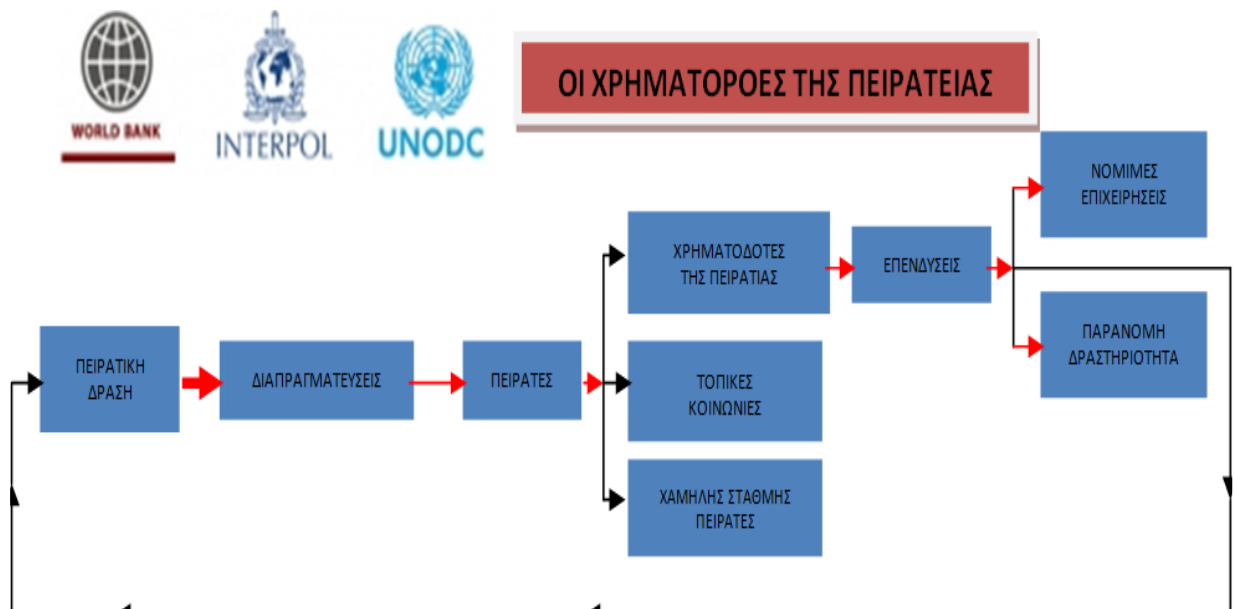 WORLD BANK
INTERPOL
UNODC
ΟΙ ΧΡΗΜΑΤΟΡΟΕΣ ΤΗΣ ΠΕΙΡΑΤΕΙΑΣ
ΝΟΜΙΜΕΣ
ΕΠΙΧΕΙΡΗΣΕΙΣ
ΧΡΗΜΑΤΟΔΟΤΕΣ
ΤΗΣ ΠΕΙΡΑΤΙΑΣ
ΕΠΕΝΔΥΣΕΙΣ
ΠΑΡΑΝΟΜΗ
ΔΡΑΣΤΗΡΙΟΤΗΤΑ
ΠΕΙΡΑΤΙΚΗ
ΔΡΑΣΗ
ΔΙΑΠΡΑΓΜΑΤΕΥΣΕΙΣ
ΠΕΙΡΑΤΕΣ
ΤΟΠΙΚΕΣ
ΚΟΙΝΩΝΙΕΣ
ΧΑΜΗΛΗΣ ΣΤΑΘΜΗΣ
ΠΕΙΡΑΤΕΣ